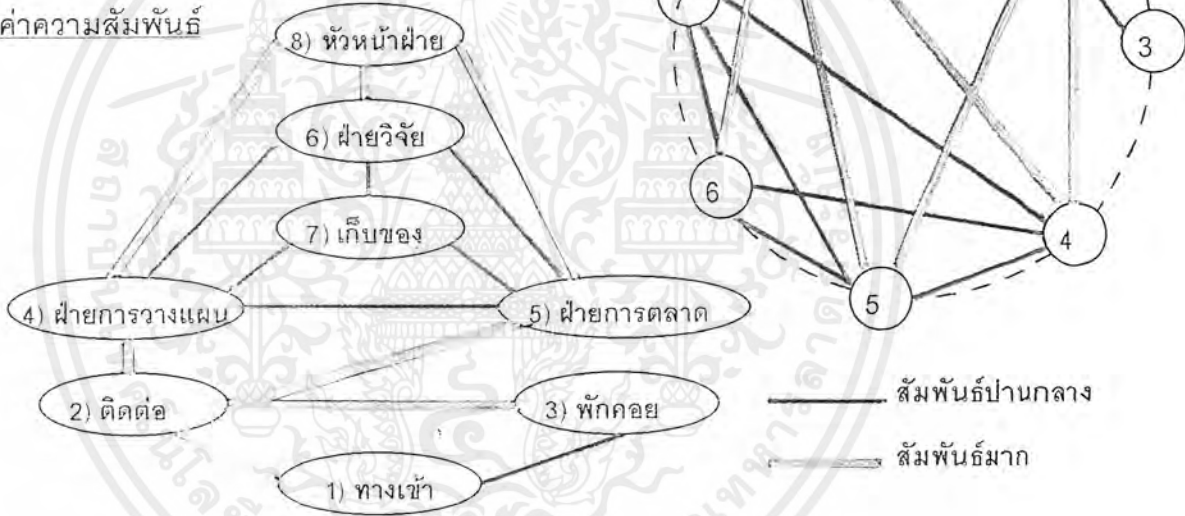 ค่าความสัมพันธ์
8) หัวหน้าฝ่าย
6) ฝ่ายวิจัย
7) เก็บของ
4) ฝ่ายการวางแผน
5) ฝ่ายการตลาด
2) ติดต่อ
3) พักคอย
1) ทางเข้า
7
3
6
4
5
สัมพันธ์ปานกลาง
สัมพันธ์มาก